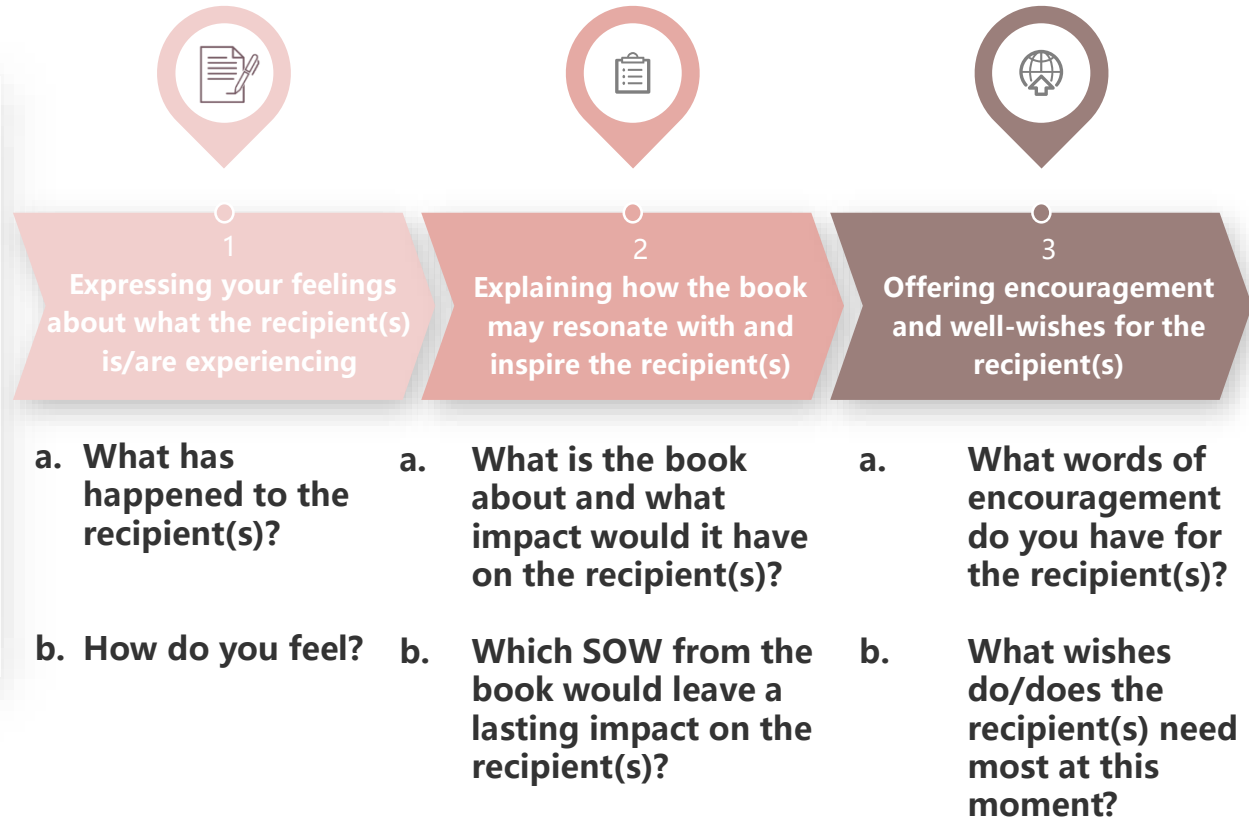 1
Expressing your feelings
about what the recipient(s)
is/are experiencing
2
Explaining how the book
may resonate with and
inspire the recipient(s)
3
Offering encouragement
and well-wishes for the
recipient(s)
a. What has
happened to the
recipient(s)?
b. How do you feel?
a. What is the book
about and what
impact would it have
on the recipient(s)?
b. Which SOW from the
book would leave a
lasting impact on the
recipient(s)?
a. What words of
encouragement
do you have for
the recipient(s)?
b. What wishes
do/does the
recipient(s) need
most at this
moment?